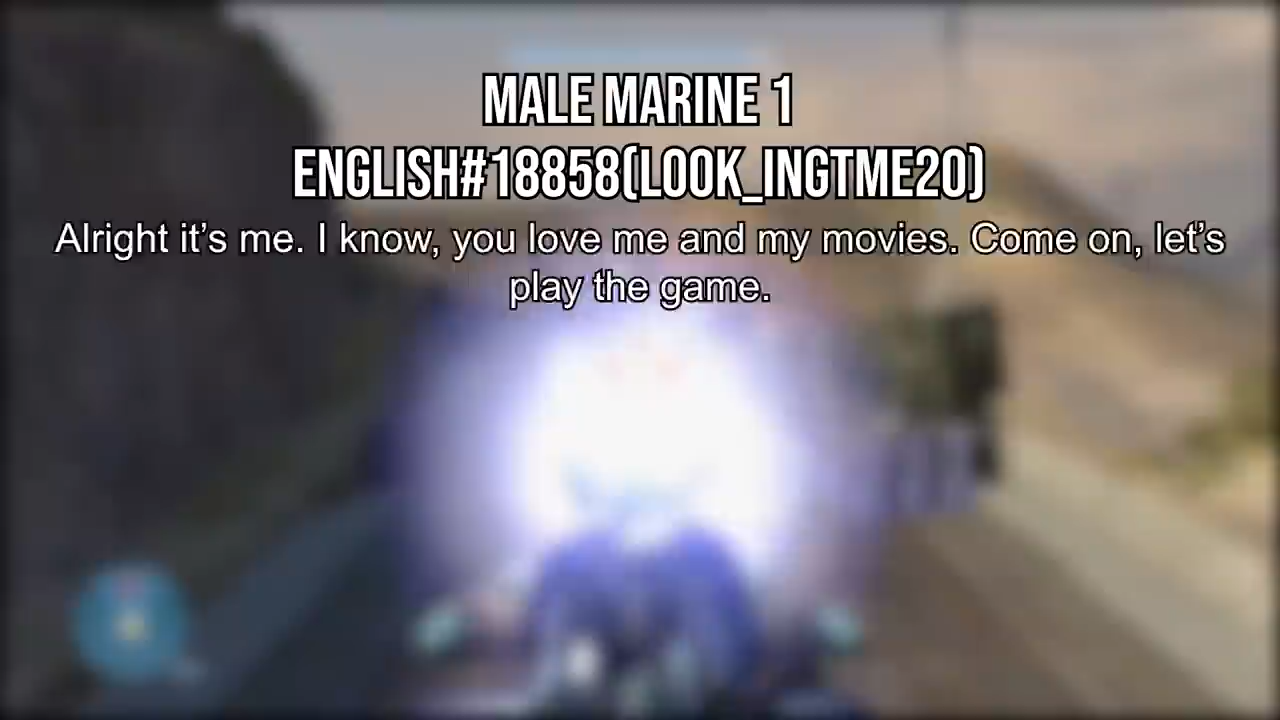 MALE MARINE 1
ENGLISH#18858(LOOK_INGTME20)
Alright it’s me. I know, you love me and my movies. Come on, let’s
play the game.